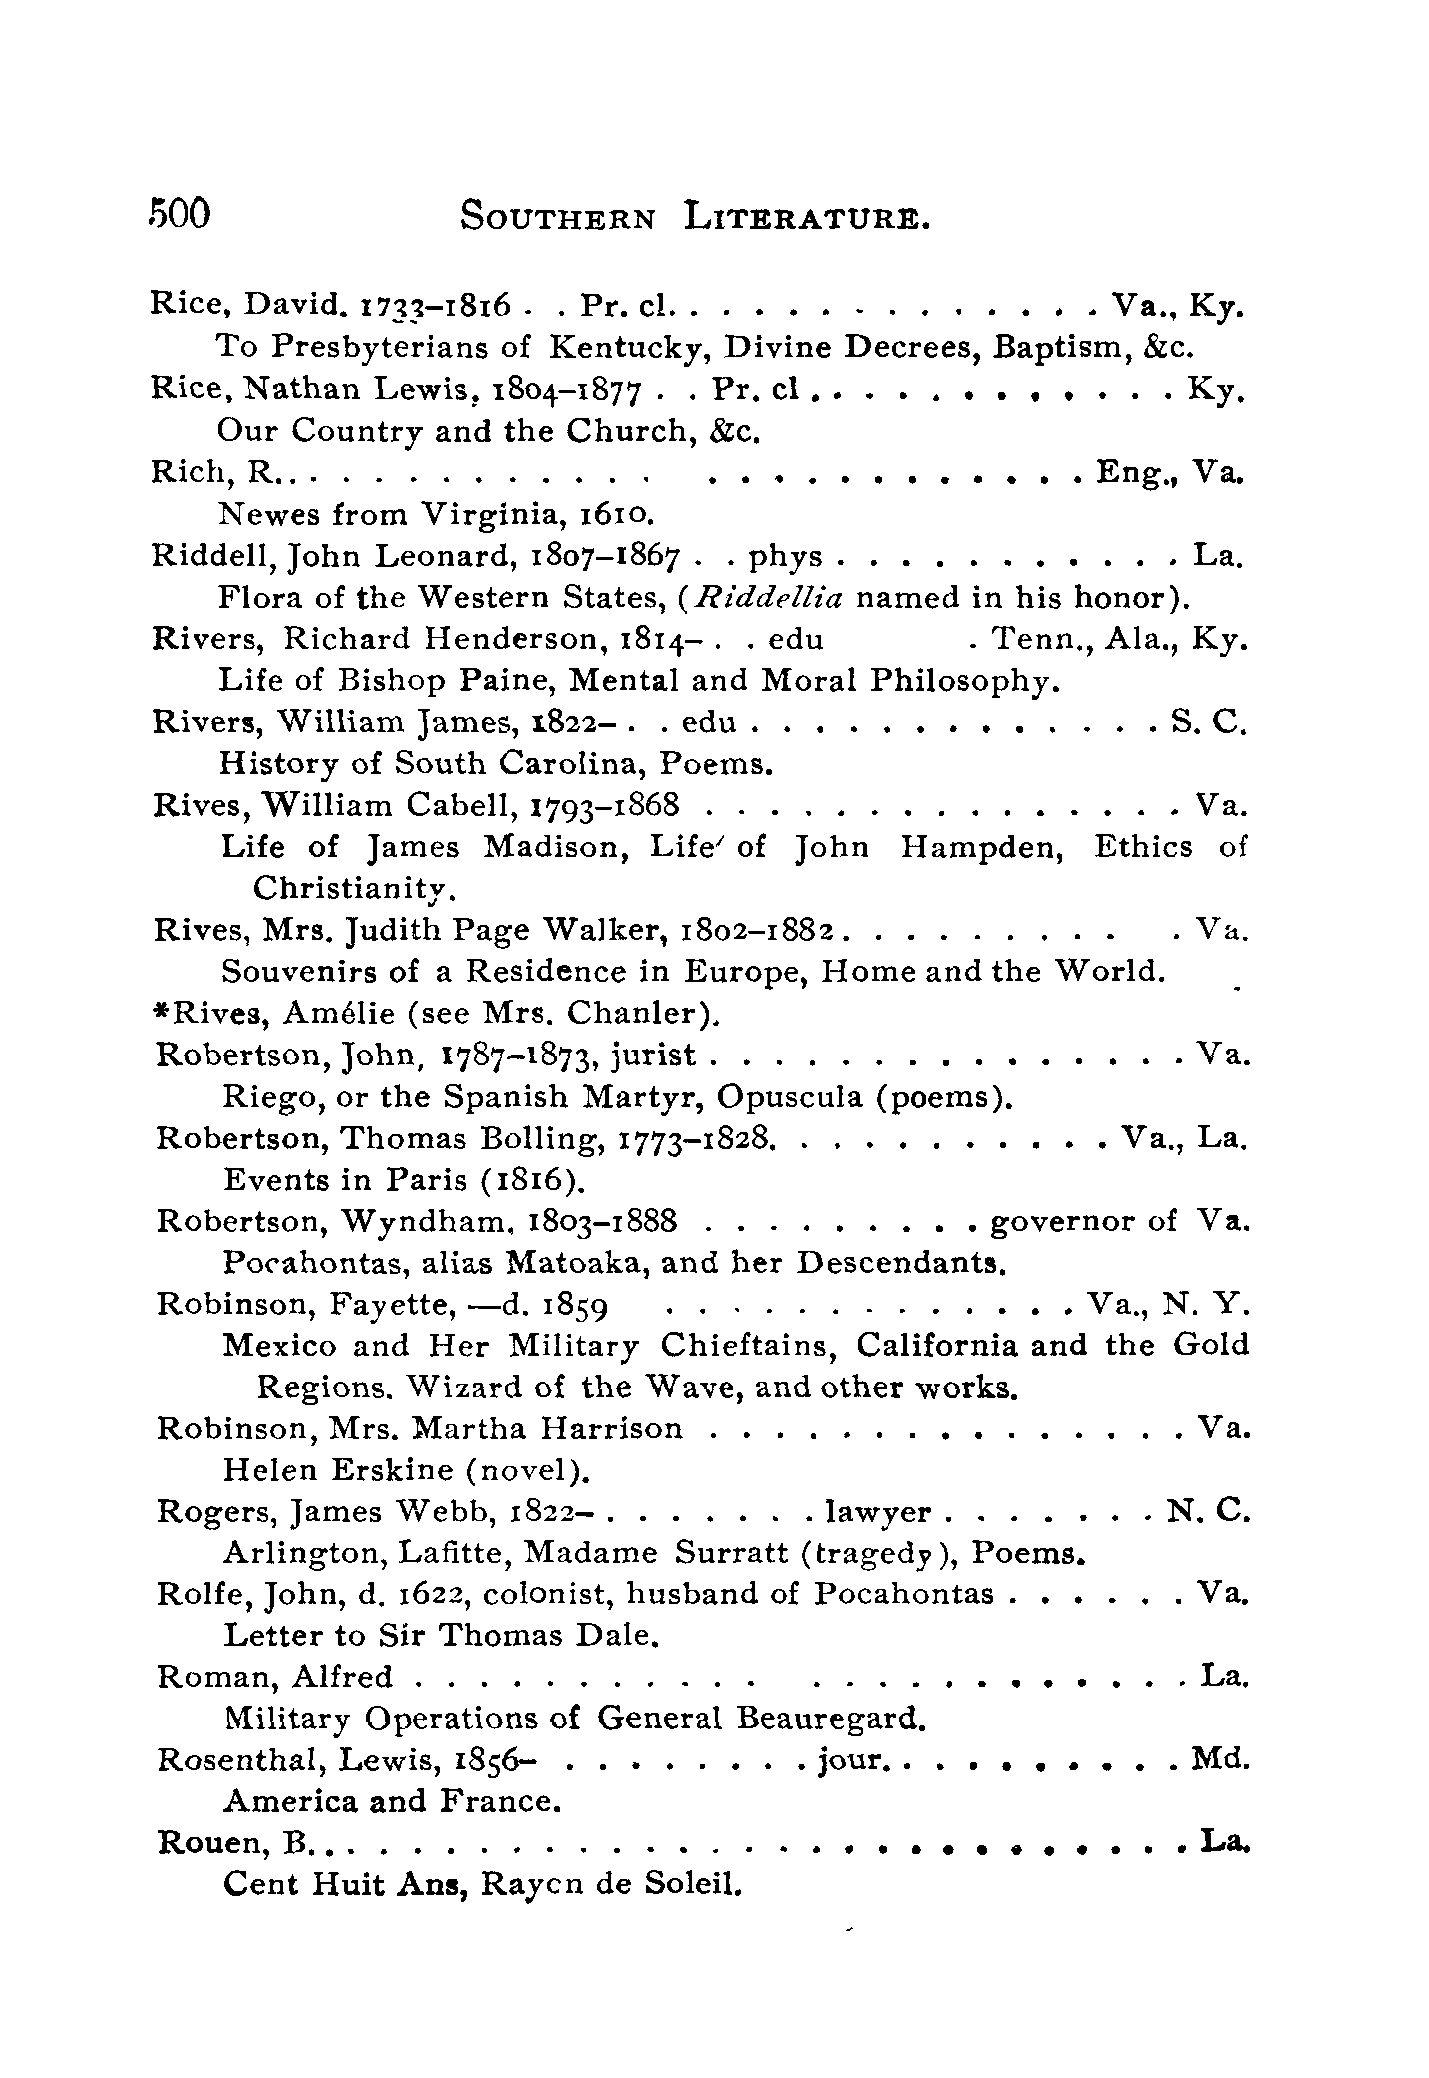 500 SOUTHERN LITERATURE.
Rice, David. 1733–1816 . . Pr. cl. . . . . . . . . . . . . . Va., Ky.
To Presbyterians of Kentucky, Divine Decrees, Baptism, &c.
Rice, Nathan Lewis, 1804–1877 . . Pr. cl . . . . . . . . . . . . Ky.
Our Country and the Church, &c.
Rich, R. . . . . . . . . . . . . . . . . . . . . . . . . Eng., Va.
Newes from Virginia, 1610.
Riddell, John Leonard, 1807–1867 . . phys . . . . . . . . . . . La.
Flora of the Western States, (Riddellia named in his honor).
Rivers, Richard Henderson, 1814– . . edu . Tenn., Ala., Ky.
Life of Bishop Paine, Mental and Moral Philosophy.
Rivers, William James, 1822– . . edu . . . . . . . . . . . . . S. C.
History of South Carolina, Poems.
Rives, William Cabell, 1793–1868 . . . . . . . . . . . . . . . Va.
Life of James Madison, Life of John Hampden, Ethics of
Christianity.
Rives, Mrs. Judith Page Walker, 1802–1882. . . . . . . . . . . Va.
Souvenirs of a Residence in Europe, Home and the World.
*Rives, Amélie (see Mrs. Chanler).
Robertson, John, 1787–1873, jurist . . . . . . . . . . . . . . . Va.
Riego, or the Spanish Martyr, Opuscula (poems).
Robertson, Thomas Bolling, 1773–1828. . . . . . . . . . . Va., La.
Events in Paris (1816).
Robertson, Wyndham, 1803–1888 . . . . . . . . . governor of Va.
Pocahontas, alias Matoaka, and her Descendants.
Robinson, Fayette, —d. 1859 . . . . . . . . . . . . . Va., N. Y.
Mexico and Her Military Chieftains, California and the Gold
Regions. Wizard of the Wave, and other works.
Robinson, Mrs. Martha Harrison . . . . . . . . . . . . . . . Va.
Helen Erskine (novel).
Rogers, James Webb, 1822– . . . . . . . lawyer . . . . . . . N. C.
Arlington, Lafitte, Madame Surratt (tragedy), Poems.
Rolfe, John, d. 1622, colonist, husband of Pocahontas . . . . . . Va.
Letter to Sir Thomas Dale.
Roman, Alfred . . . . . . . . . . . . . . . . . . . . . . . La.
Military Operations of General Beauregard.
Rosenthal, Lewis, 1856– . . . . . . . . jour. . . . . . . . . . Md.
America and France.
Rouen, B. . . . . . . . . . . . . . . . . . . . . . . . . . . La.
Cent Huit Ans, Raycn de Soleil.